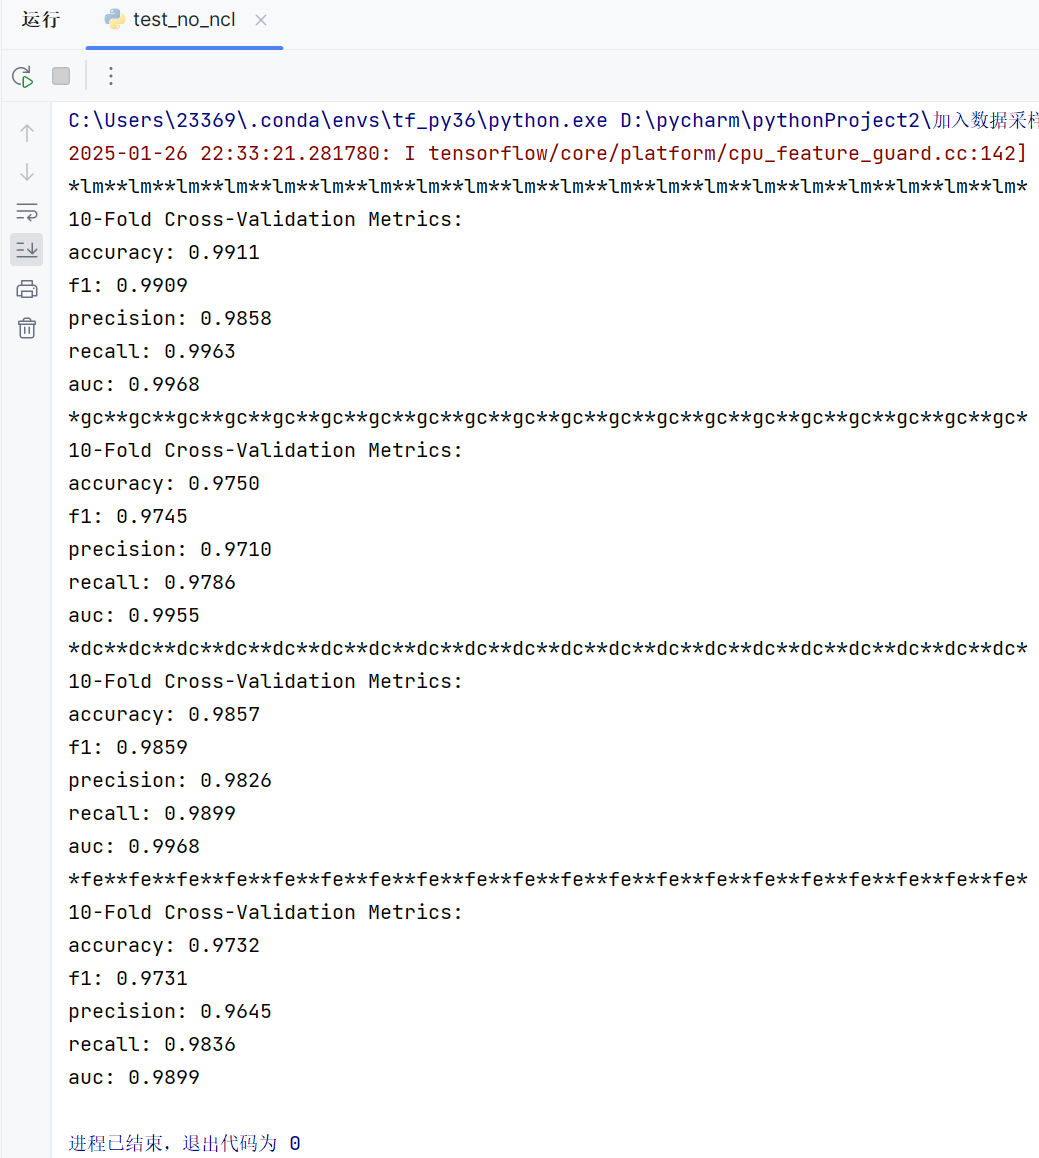 运行
test_no_ncl
C:\Users\23369\.conda\envs\tf_py36\python.exe D:\pycharm\pythonProject2\加入数据采样
2025-01-26 22:33:21.281780: I tensorflow/core/platform/cpu_feature_guard.cc:142]
*lm**lm**lm**lm**lm**lm**lm**lm**lm**lm**lm**lm**lm**lm**lm**lm**lm**lm**lm**lm*
10-Fold Cross-Validation Metrics:
accuracy: 0.9911
f1: 0.9909
precision: 0.9858
recall: 0.9963
auc: 0.9968
*gc**gc**gc**gc**gc**gc**gc**gc**gc**gc**gc**gc**gc**gc**gc**gc**gc**gc**gc**gc*
10-Fold Cross-Validation Metrics:
accuracy: 0.9750
f1: 0.9745
precision: 0.9710
recall: 0.9786
auc: 0.9955
*dc**dc**dc**dc**dc**dc**dc**dc**dc**dc**dc**dc**dc**dc**dc**dc**dc**dc**dc**dc*
10-Fold Cross-Validation Metrics:
accuracy: 0.9857
f1: 0.9859
precision: 0.9826
recall: 0.9899
auc: 0.9968
*fe**fe**fe**fe**fe**fe**fe**fe**fe**fe**fe**fe**fe**fe**fe**fe**fe**fe**fe**fe*
10-Fold Cross-Validation Metrics:
accuracy: 0.9732
f1: 0.9731
precision: 0.9645
recall: 0.9836
auc: 0.9899
进程已结束，退出代码为 0